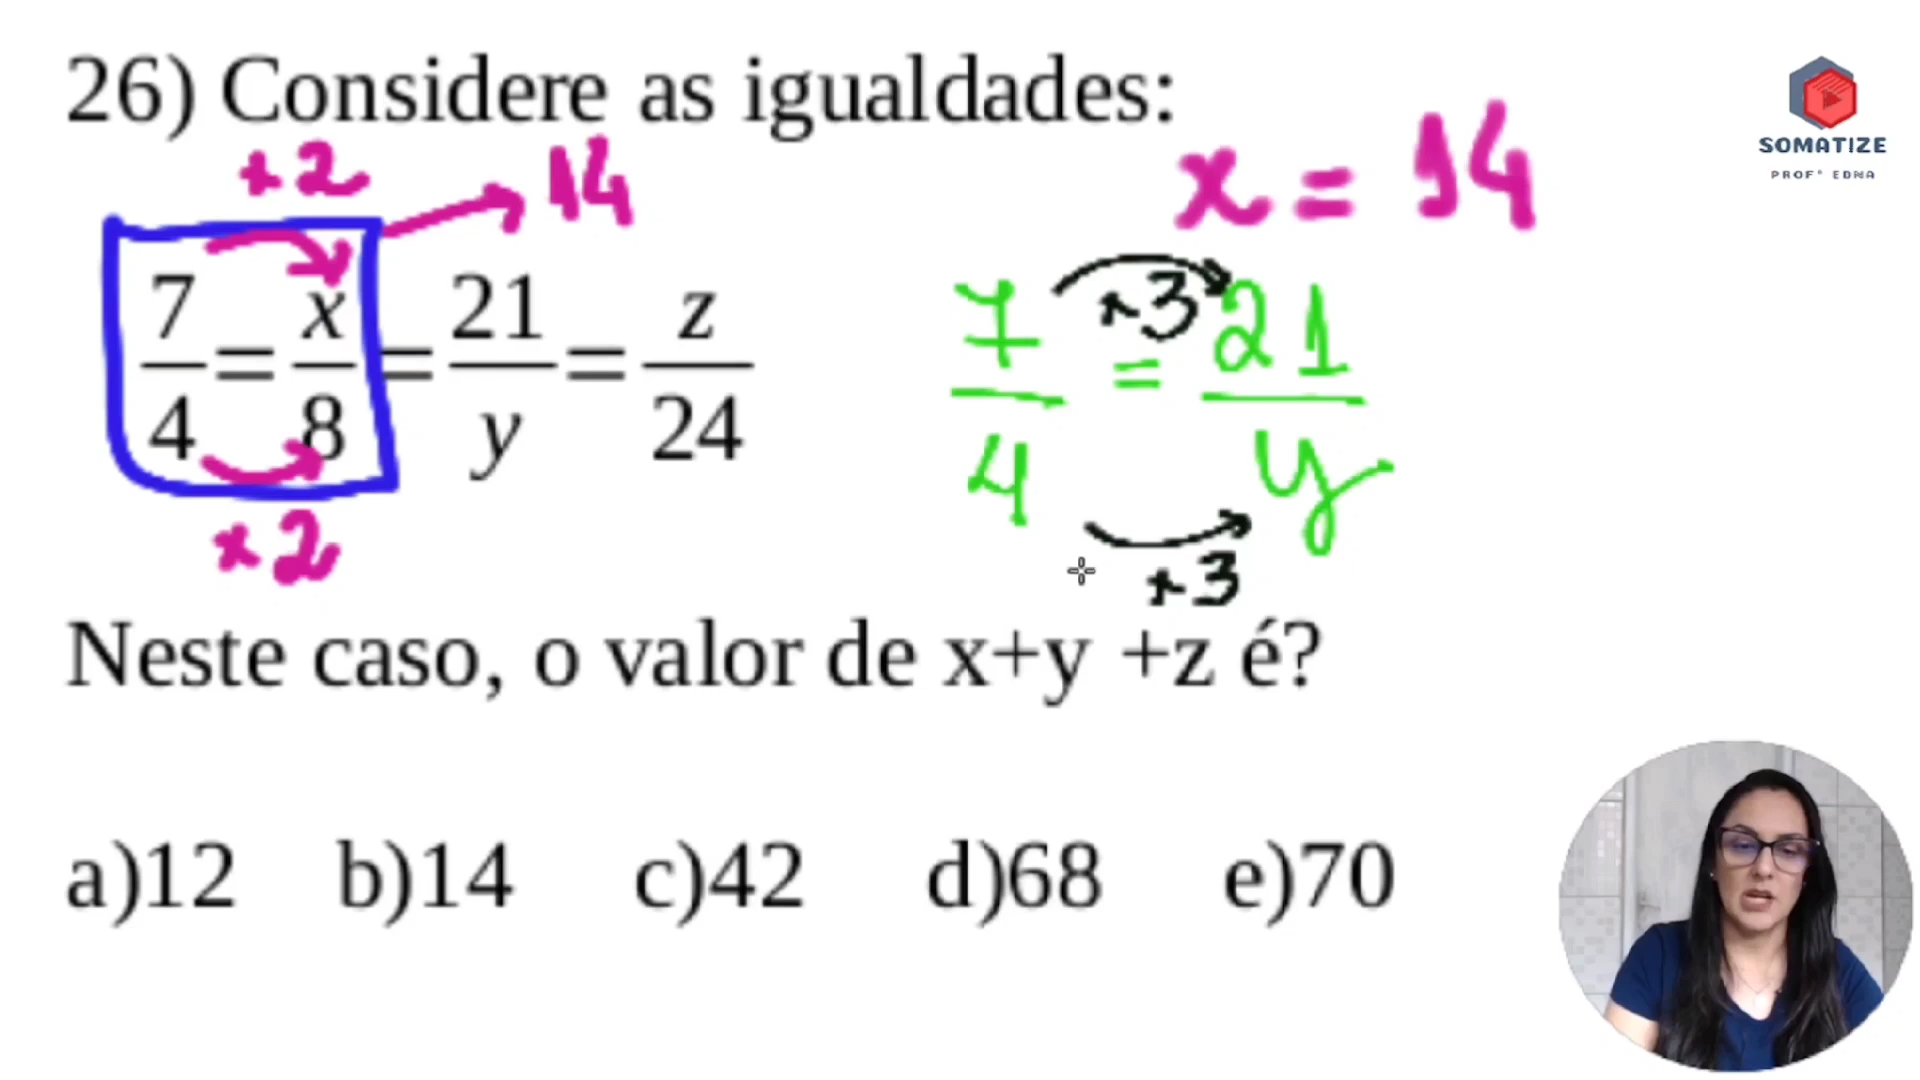 26) Considere as igualdades:
SOMATIZE
PROFª EDNA
×2
14
x = 14
7/4 = x/8 = 21/y = z/24
×2
7/4 = 21/y
×3
×3
Neste caso, o valor de x+y +z é?
a)12 b)14 c)42 d)68 e)70